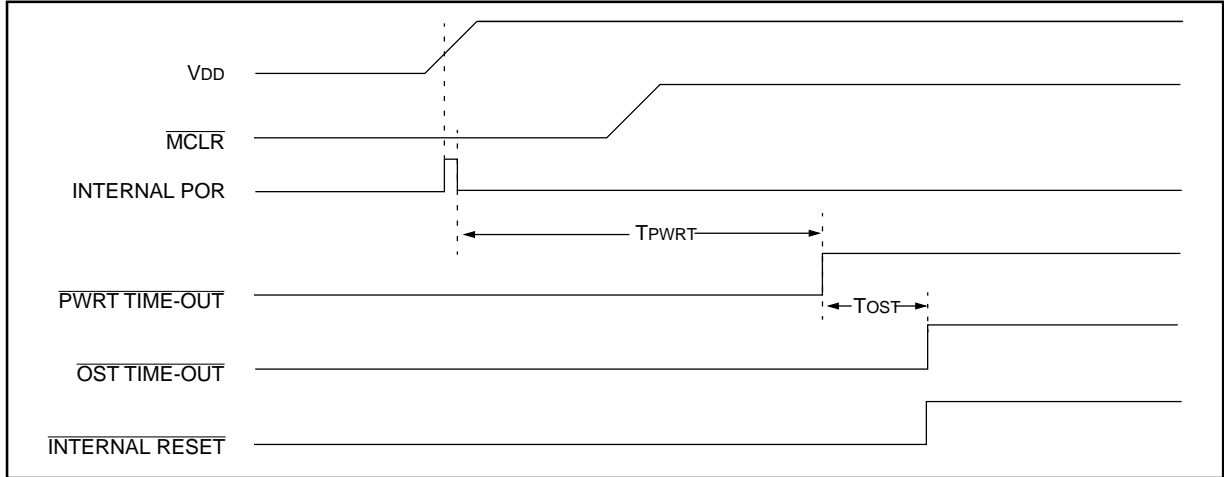 VDD
MCLR
INTERNAL POR
TPWRT
PWRT TIME-OUT
TOST
OST TIME-OUT
INTERNAL RESET